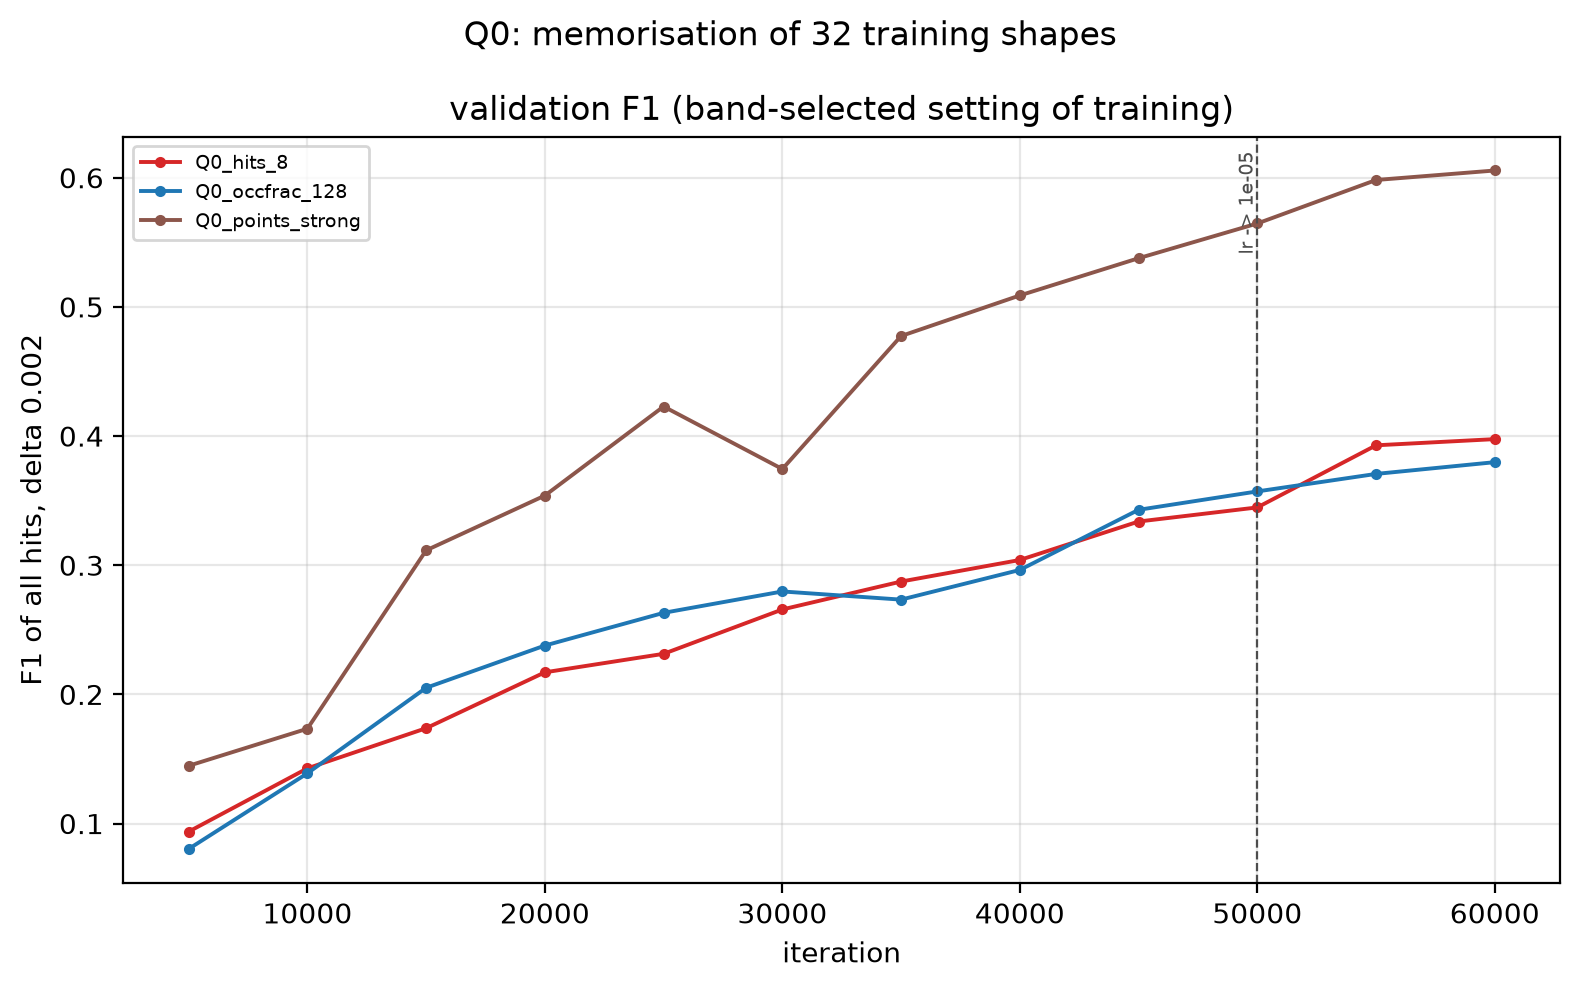 Q0: memorisation of 32 training shapes
validation F1 (band-selected setting of training)
Q0_hits_8
Q0_occfrac_128
Q0_points_strong
lr -> 1e-05
F1 of all hits, delta 0.002
0.6
0.5
0.4
0.3
0.2
0.1
10000 20000 30000 40000 50000 60000
iteration